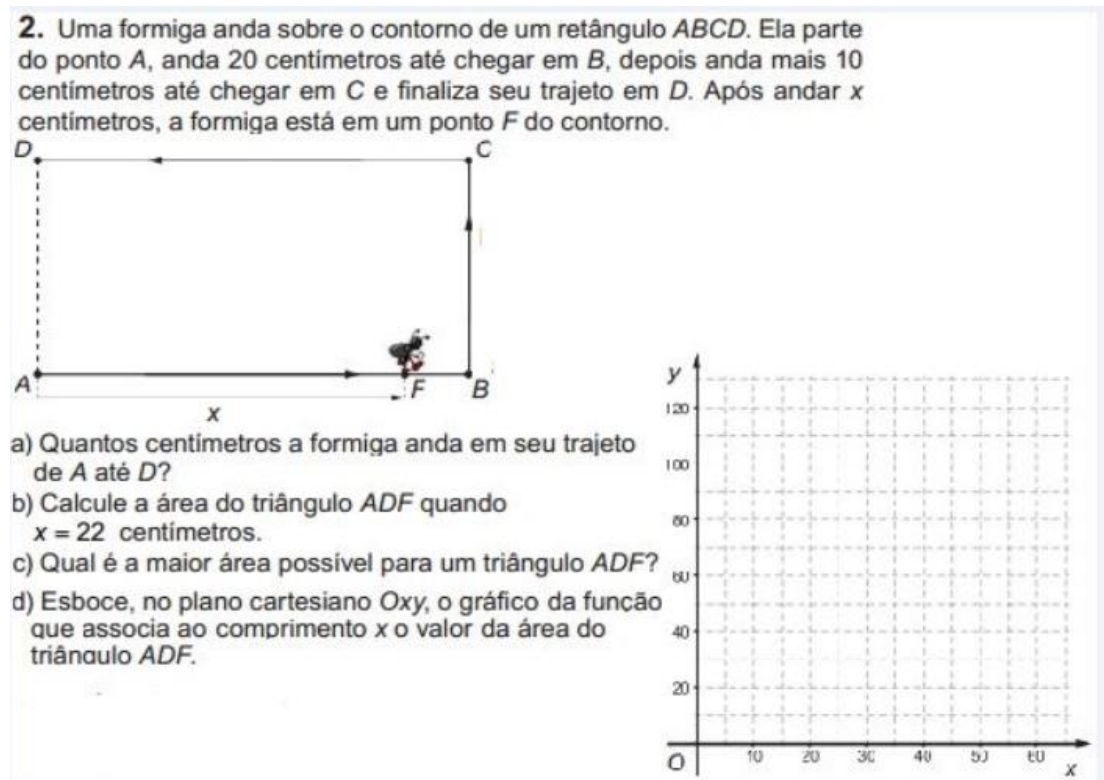 2. Uma formiga anda sobre o contorno de um retângulo ABCD. Ela parte
do ponto A, anda 20 centímetros até chegar em B, depois anda mais 10
centímetros até chegar em C e finaliza seu trajeto em D. Após andar x
centímetros, a formiga está em um ponto F do contorno.
D C
A F B
x
a) Quantos centímetros a formiga anda em seu trajeto
de A até D?
b) Calcule a área do triângulo ADF quando
x = 22 centímetros.
c) Qual é a maior área possível para um triângulo ADF?
d) Esboce, no plano cartesiano Oxy, o gráfico da função
que associa ao comprimento x o valor da área do
triângulo ADF.
y
120
100
80
60
40
20
O 10 20 30 40 50 60
x